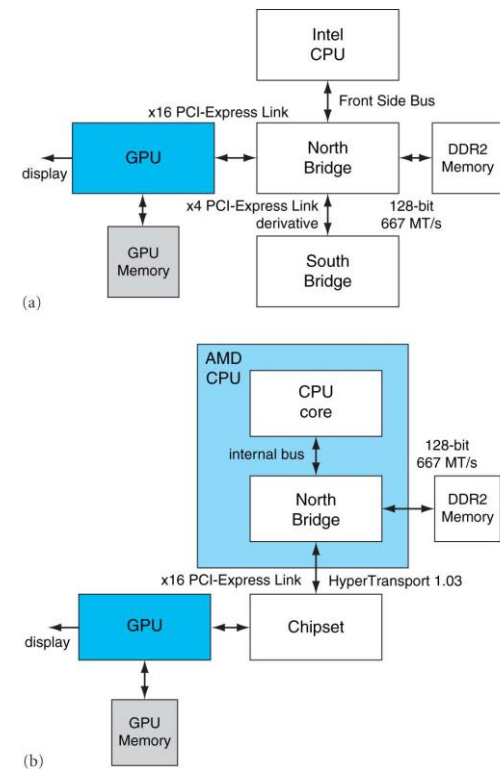 Intel
CPU
Front Side Bus
x16 PCI-Express Link
GPU
North
Bridge
DDR2
Memory
display
x4 PCI-Express Link
derivative
128-bit
667 MT/s
GPU
Memory
South
Bridge
(a)
AMD
CPU
CPU
core
internal bus
128-bit
667 MT/s
North
Bridge
DDR2
Memory
x16 PCI-Express Link
HyperTransport 1.03
GPU
Chipset
display
GPU
Memory
(b)